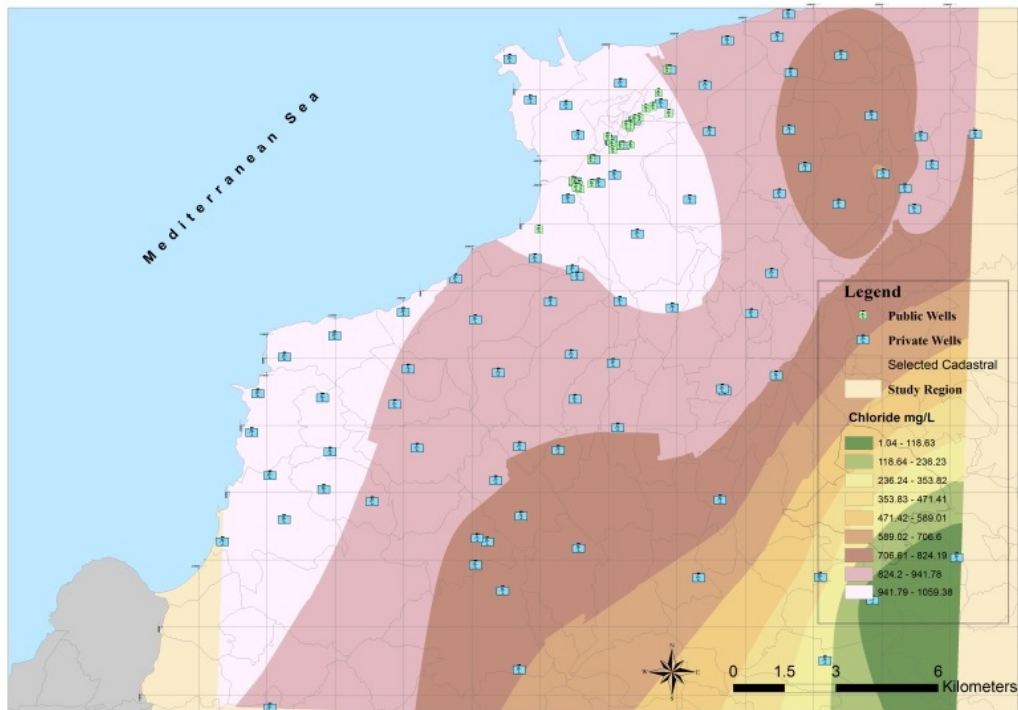 Mediterranean Sea
Legend
Public Wells
Private Wells
Selected Cadastral
Study Region
Chloride mg/L
1.04 - 118.63
118.64 - 236.23
236.24 - 353.82
353.83 - 471.41
471.42 - 589.01
589.02 - 706.6
706.61 - 824.19
824.2 - 941.78
941.79 - 1059.38
0 1.5 3 6
Kilometers